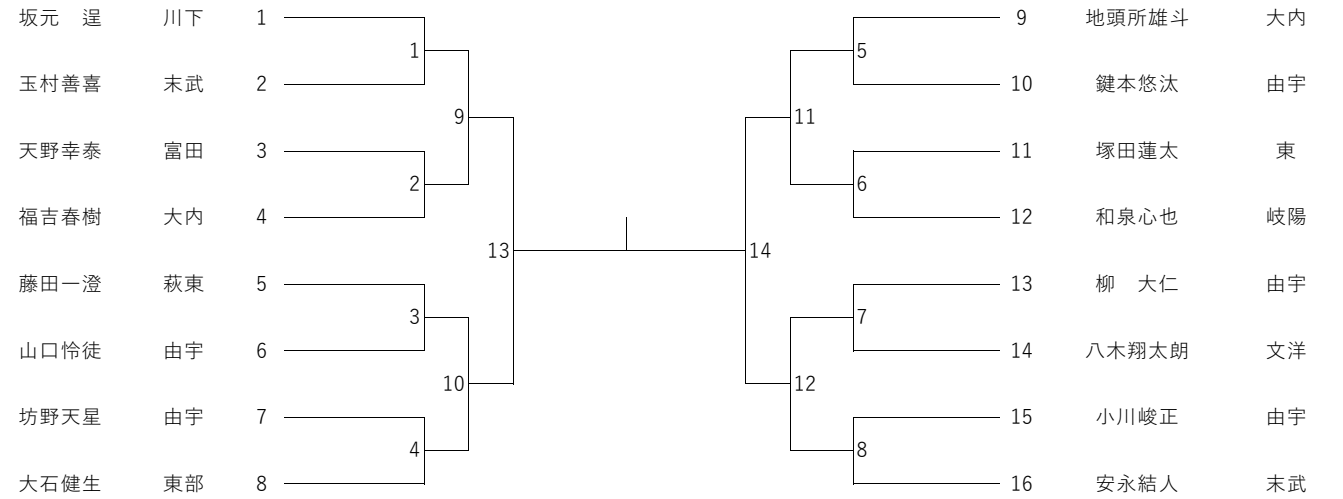 坂元　逞 川下 1 9 地頭所雄斗 大内
1 5
玉村善喜 末武 2 10 鍵本悠汰 由宇
9 11
天野幸泰 富田 3 11 塚田蓮太 東
2 6
福吉春樹 大内 4 12 和泉心也 岐陽
13 14
藤田一澄 萩東 5 13 柳　大仁 由宇
3 7
山口怜徒 由宇 6 14 八木翔太朗 文洋
10 12
坊野天星 由宇 7 15 小川峻正 由宇
4 8
大石健生 東部 8 16 安永結人 末武